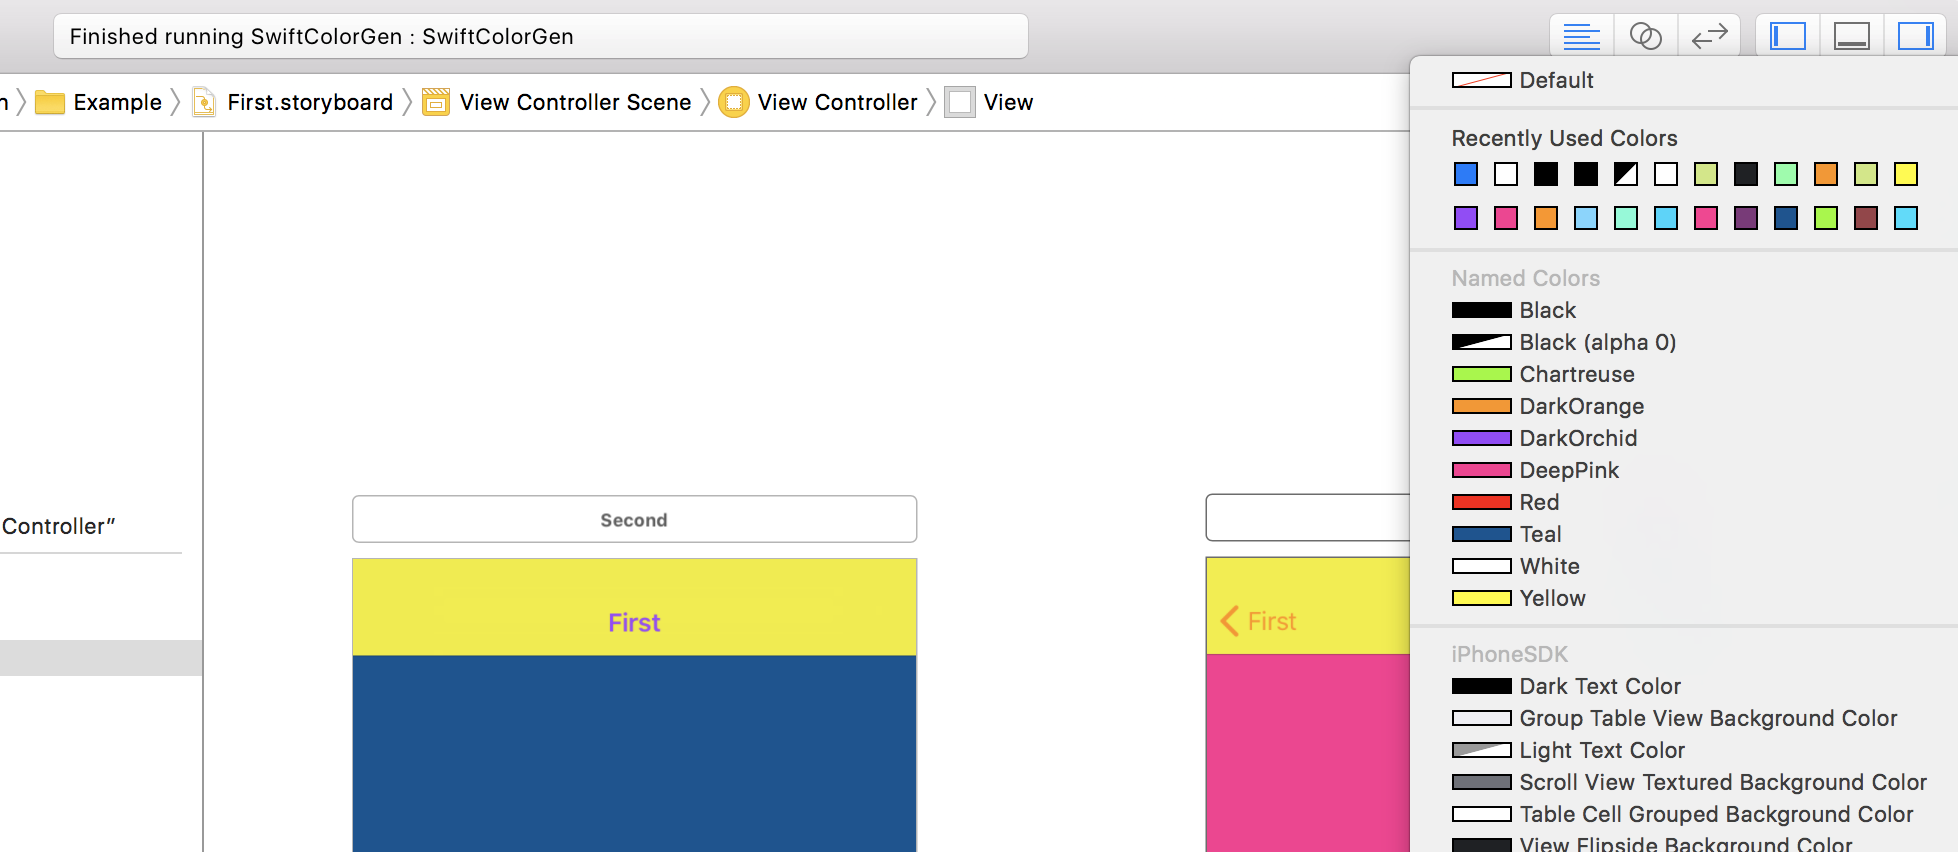 Finished running SwiftColorGen : SwiftColorGen
n Example First.storyboard View Controller Scene View Controller View
Controller”
Second
First
First
Default
Recently Used Colors
Named Colors
Black
Black (alpha 0)
Chartreuse
DarkOrange
DarkOrchid
DeepPink
Red
Teal
White
Yellow
iPhoneSDK
Dark Text Color
Group Table View Background Color
Light Text Color
Scroll View Textured Background Color
Table Cell Grouped Background Color
View Flipside Background Color